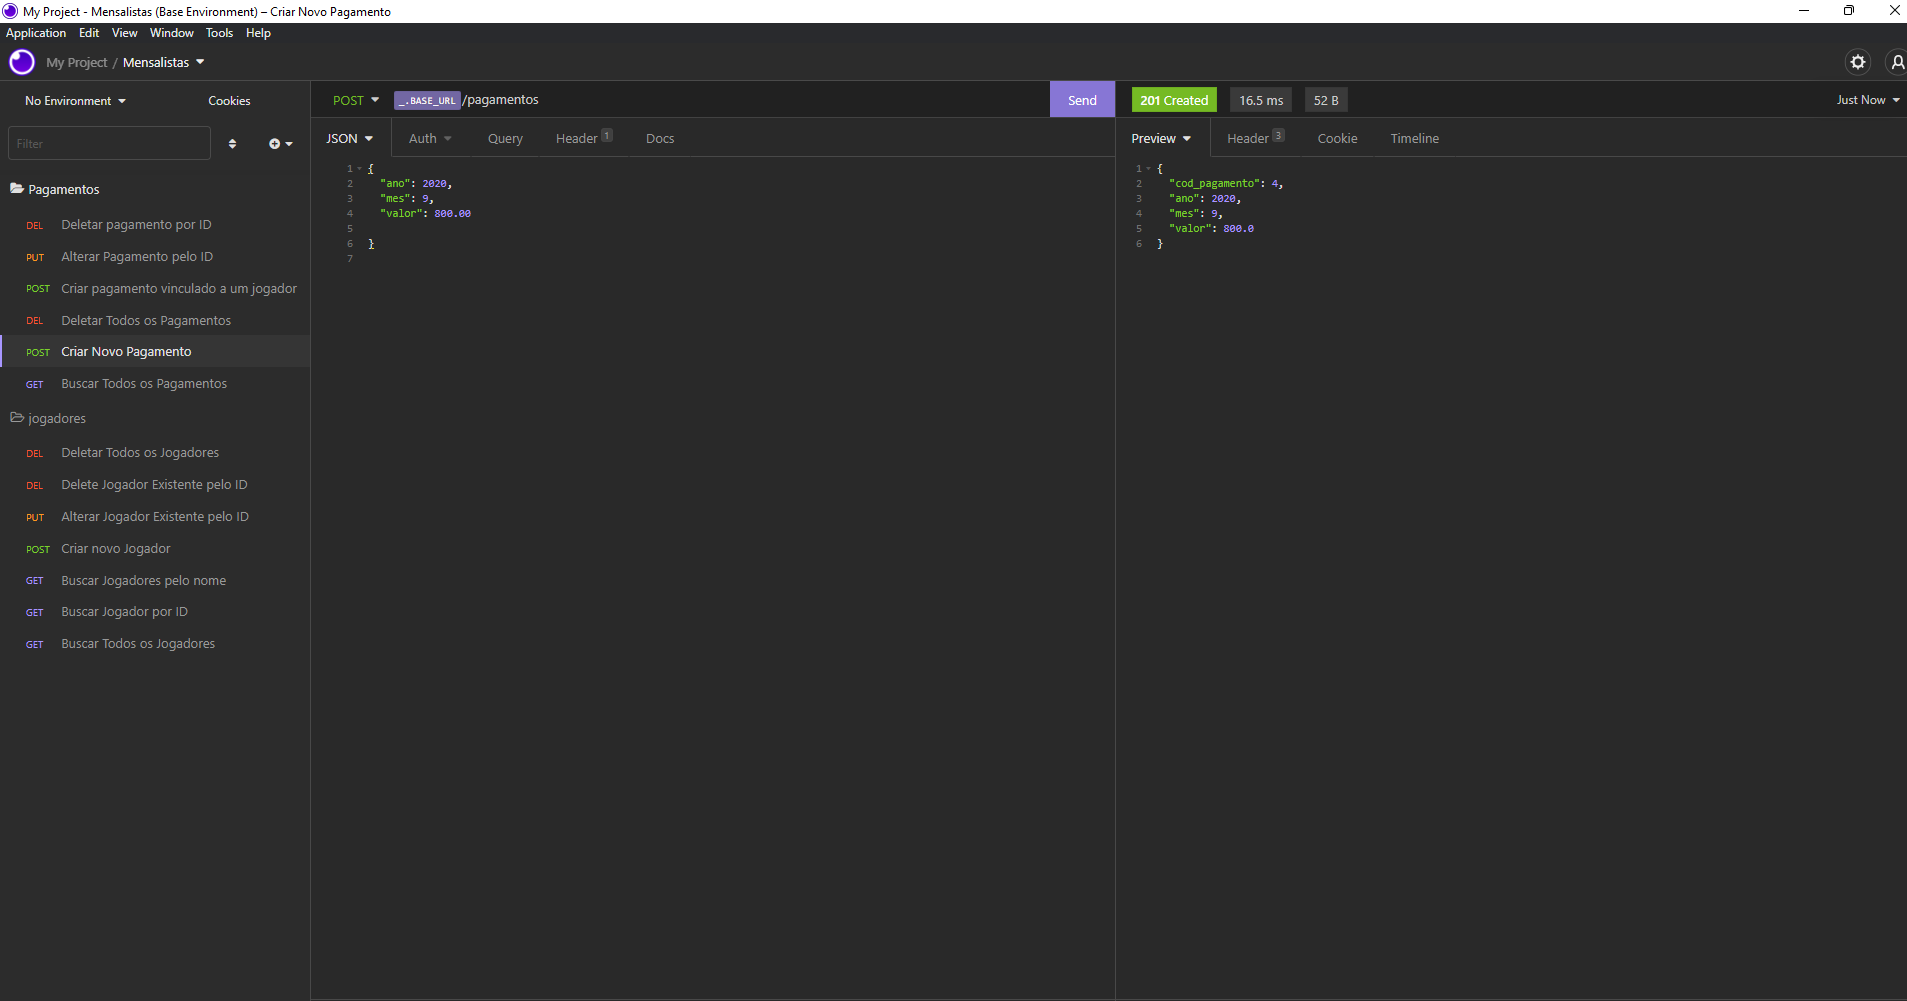 My Project - Mensalistas (Base Environment) – Criar Novo Pagamento
Application Edit View Window Tools Help
My Project / Mensalistas
No Environment Cookies
Filter
Pagamentos
DEL Deletar pagamento por ID
PUT Alterar Pagamento pelo ID
POST Criar pagamento vinculado a um jogador
DEL Deletar Todos os Pagamentos
POST Criar Novo Pagamento
GET Buscar Todos os Pagamentos
jogadores
DEL Deletar Todos os Jogadores
DEL Delete Jogador Existente pelo ID
PUT Alterar Jogador Existente pelo ID
POST Criar novo Jogador
GET Buscar Jogadores pelo nome
GET Buscar Jogador por ID
GET Buscar Todos os Jogadores
POST _.BASE_URL /pagamentos Send
JSON Auth Query Header 1 Docs
1 {
2 "ano": 2020,
3 "mes": 9,
4 "valor": 800.00
5
6 }
7
201 Created 16.5 ms 52 B Just Now
Preview Header 3 Cookie Timeline
1 {
2 "cod_pagamento": 4,
3 "ano": 2020,
4 "mes": 9,
5 "valor": 800.0
6 }